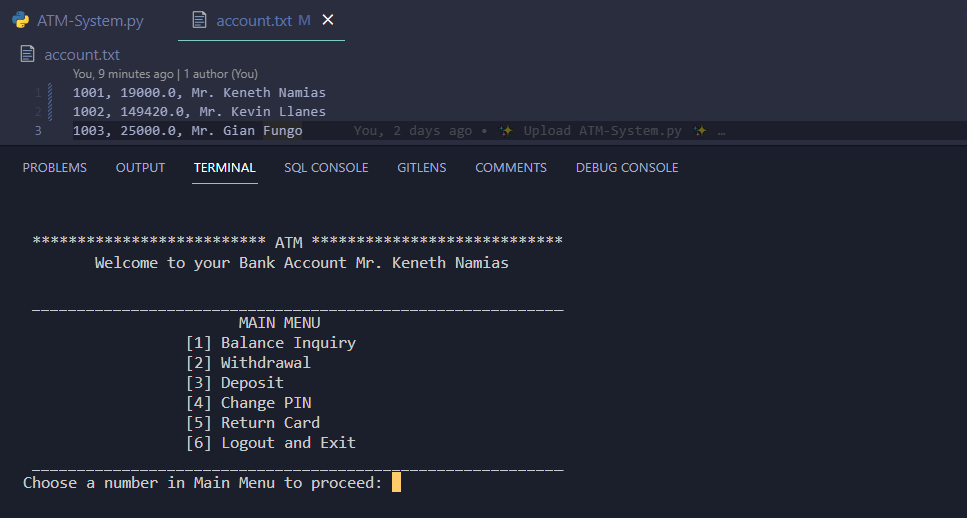 ATM-System.py account.txt M
account.txt
You, 9 minutes ago | 1 author (You)
1 1001, 19000.0, Mr. Keneth Namias
2 1002, 149420.0, Mr. Kevin Llanes
3 1003, 25000.0, Mr. Gian Fungo You, 2 days ago • ✨ Upload ATM-System.py ✨ …
PROBLEMS OUTPUT TERMINAL SQL CONSOLE GITLENS COMMENTS DEBUG CONSOLE
************************** ATM ****************************
Welcome to your Bank Account Mr. Keneth Namias
___________________________________________________________
MAIN MENU
[1] Balance Inquiry
[2] Withdrawal
[3] Deposit
[4] Change PIN
[5] Return Card
[6] Logout and Exit
___________________________________________________________
Choose a number in Main Menu to proceed: